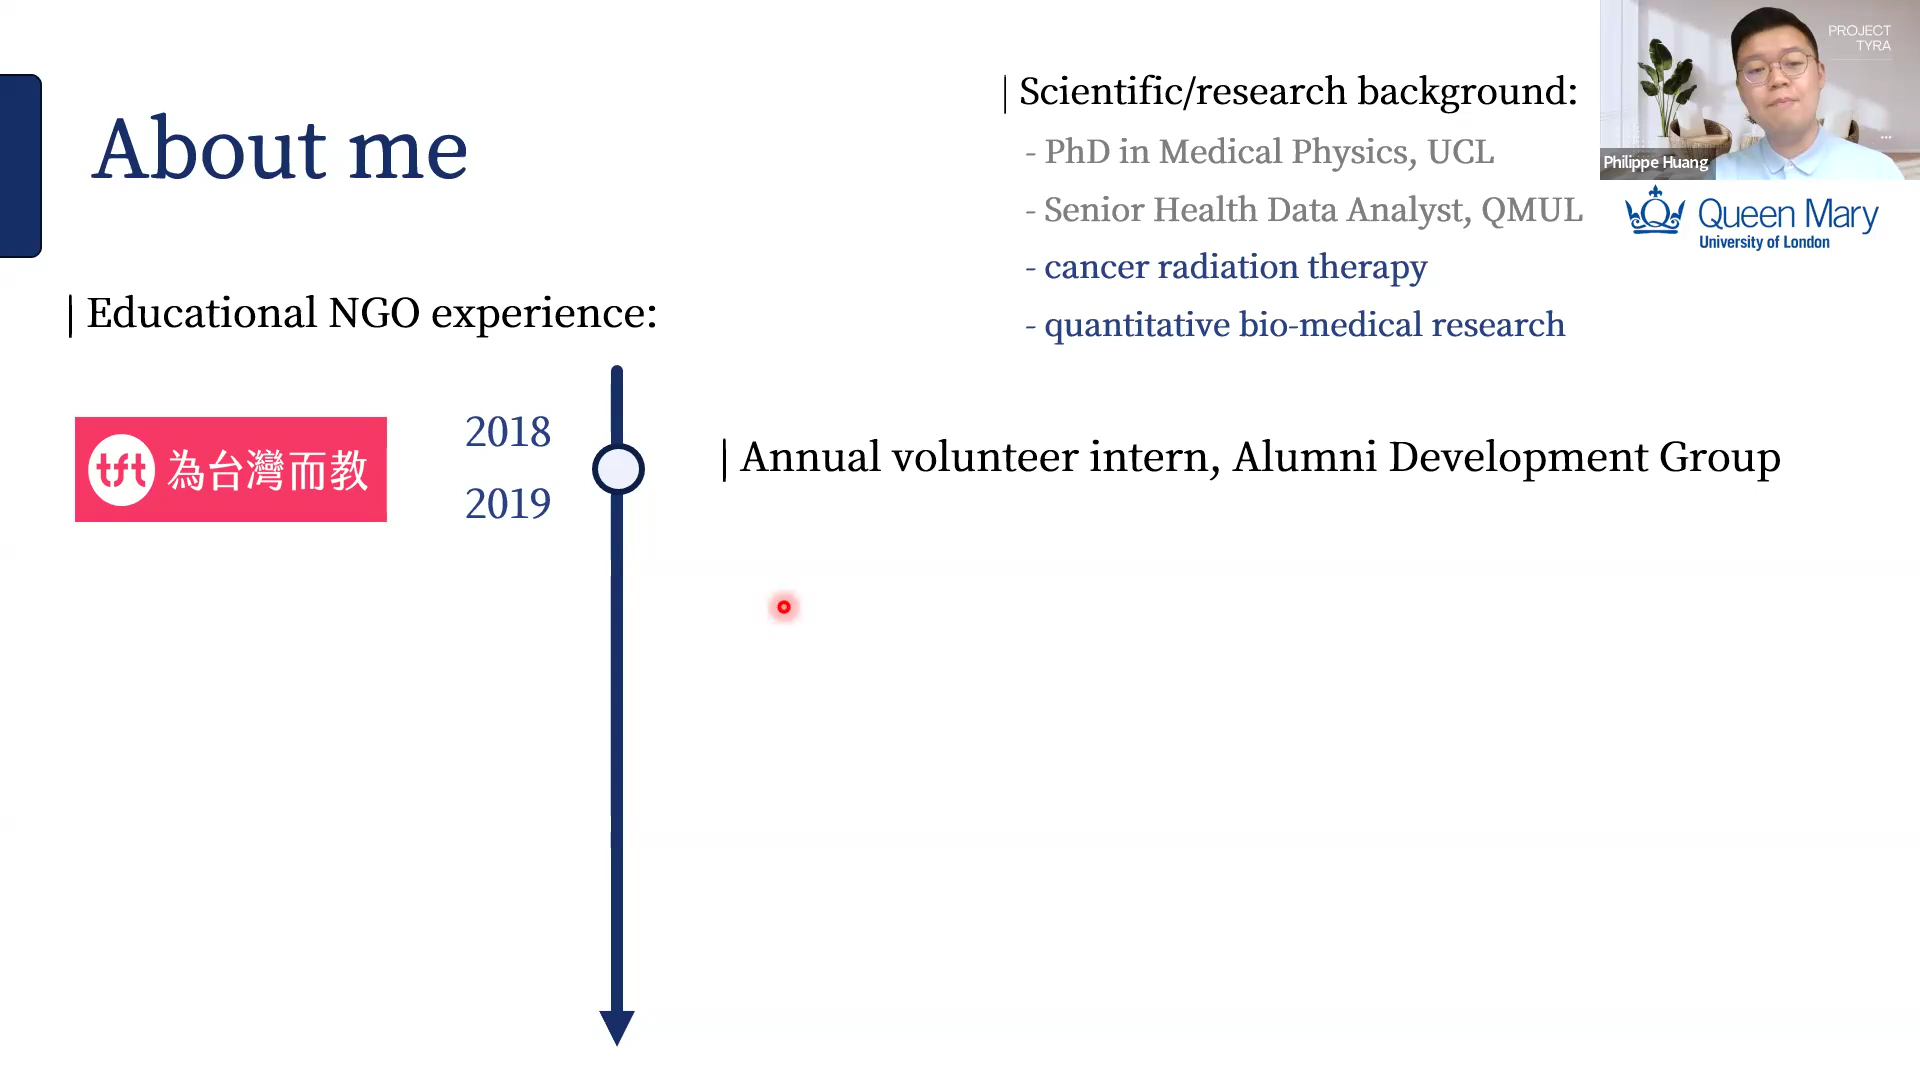 About me
| Scientific/research background:
- PhD in Medical Physics, UCL
- Senior Health Data Analyst, QMUL
- cancer radiation therapy
- quantitative bio-medical research
PROJECT
TYRA
Philippe Huang
Queen Mary
University of London
| Educational NGO experience:
tft 為台灣而教
2018
2019
| Annual volunteer intern, Alumni Development Group